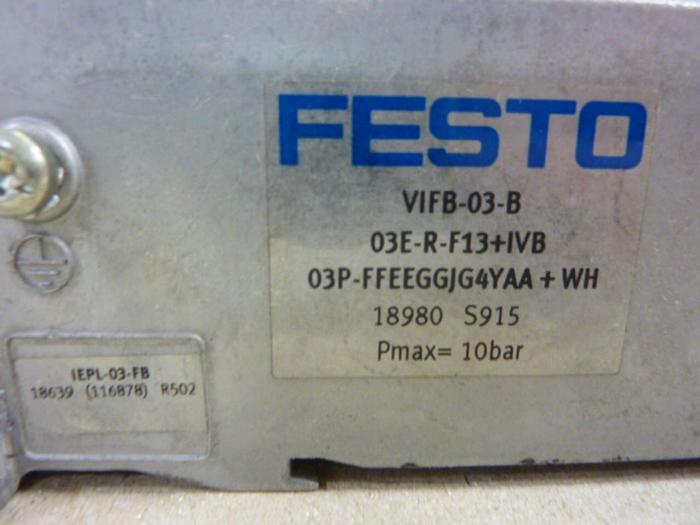 FESTO
VIFB-03-B
03E-R-F13+IVB
03P-FFEEGGJG4YAA + WH
18980 S915
Pmax= 10bar
IEPL-03-FB
18639 (116878) R502